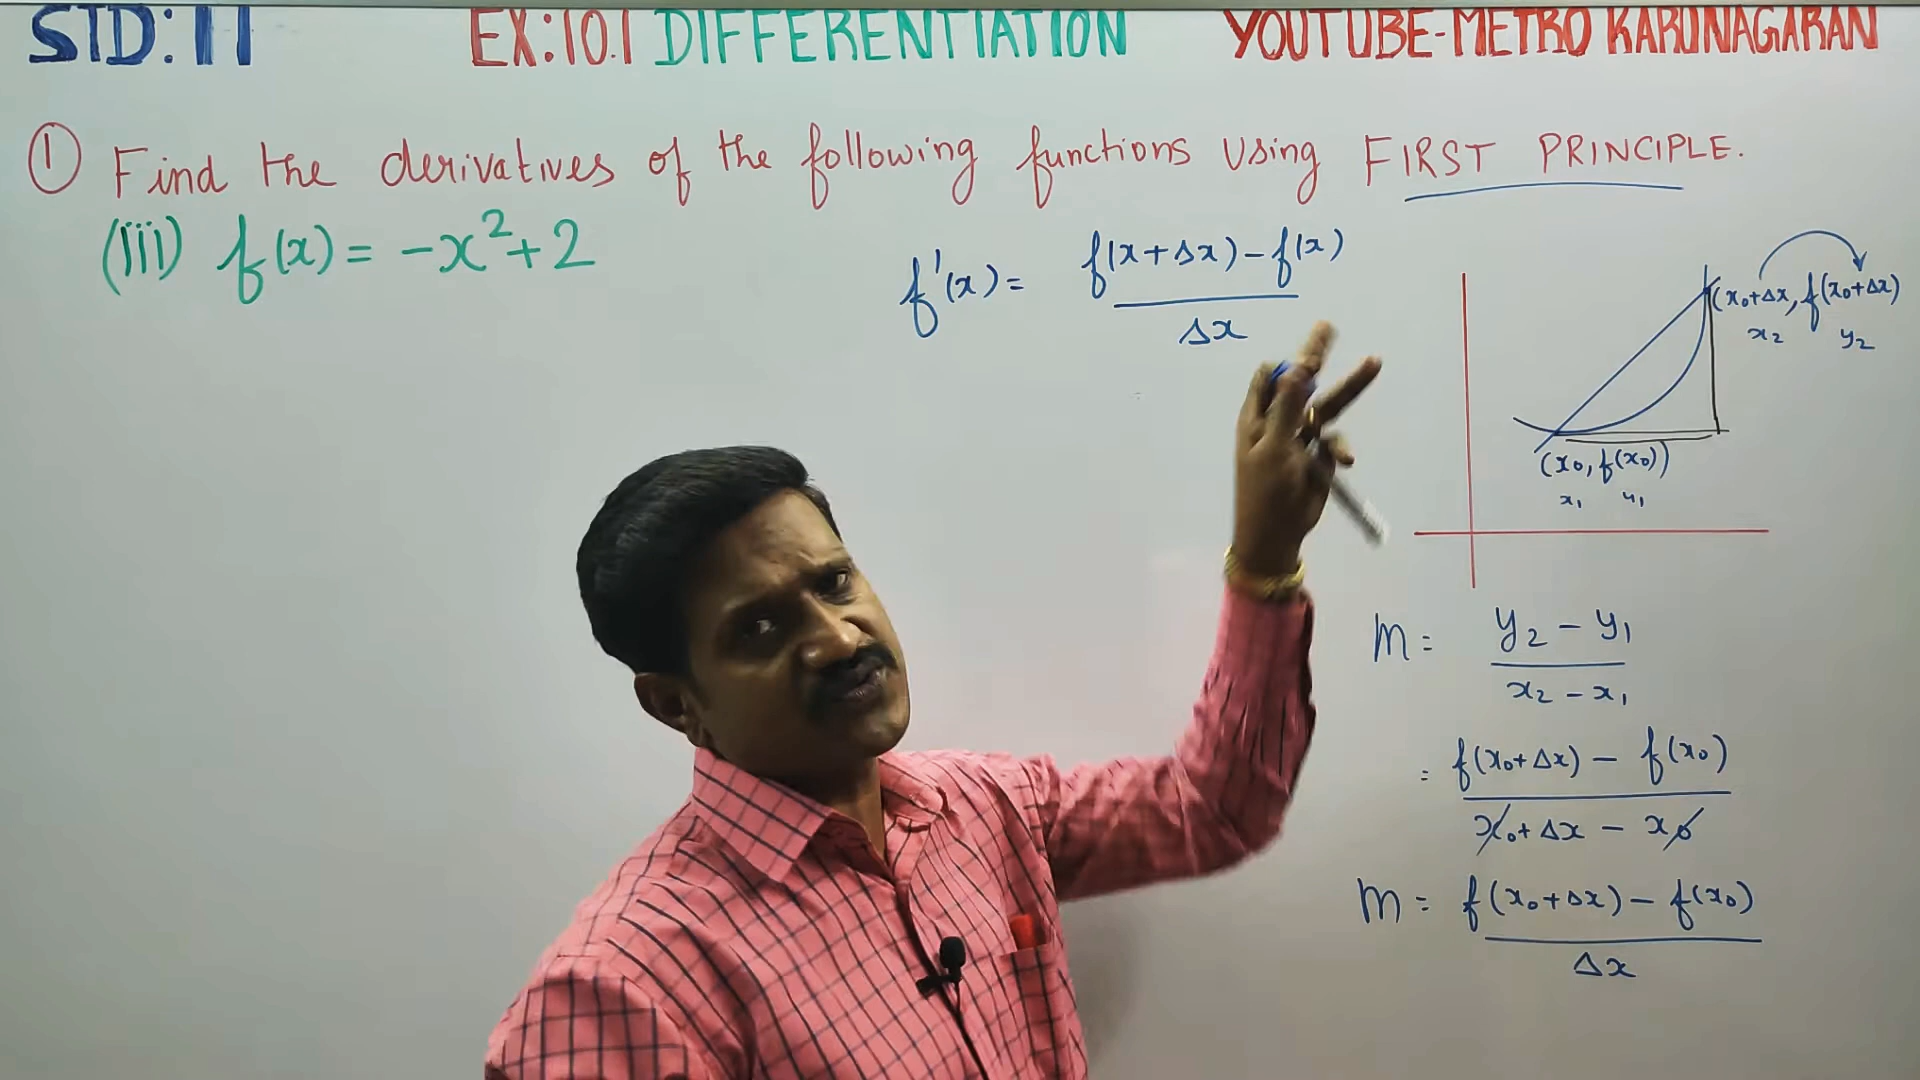 STD: 11 EX:10.1 DIFFERENTIATION YOUTUBE-METRO KARUNAGARAN
① Find the derivatives of the following functions Using FIRST PRINCIPLE.
(iii) f(x) = -x²+2
f'(x) = f(x+Δx)-f(x)
Δx
(x₀+Δx, f(x₀+Δx)
x₂ y₂
(x₀, f(x₀))
x₁ y₁
m = y₂ - y₁
x₂ - x₁
= f(x₀+Δx) - f(x₀)
x₀+Δx - x₀
m = f(x₀+Δx) - f(x₀)
Δx